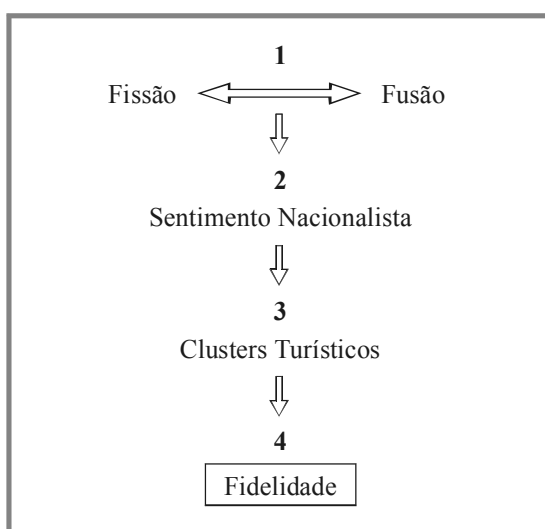 1
Fissão Fusão
2
Sentimento Nacionalista
3
Clusters Turísticos
4
Fidelidade